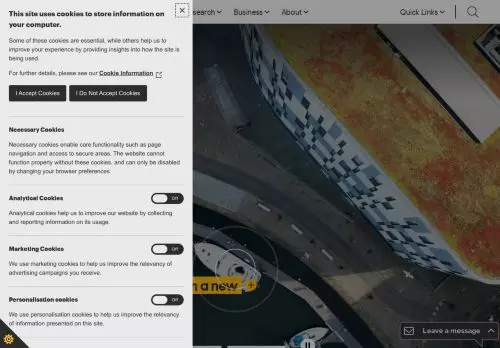 This site uses cookies to store information on
your computer.
Some of these cookies are essential, while others help us to
improve your experience by providing insights into how the site is
being used.
For further details, please see our Cookie Information
I Accept Cookies
I Do Not Accept Cookies
Necessary Cookies
Necessary cookies enable core functionality such as page
navigation and access to secure areas. The website cannot
function properly without these cookies, and can only be disabled
by changing your browser preferences.
Analytical Cookies
Off
Analytical cookies help us to improve our website by collecting
and reporting information on its usage.
Marketing Cookies
Off
We use marketing cookies to help us improve the relevancy of
advertising campaigns you receive.
Personalisation cookies
Off
We use personalisation cookies to help us improve the
relevancy of information presented on this site.
search
Business
About
Quick Links
a new
Leave a message